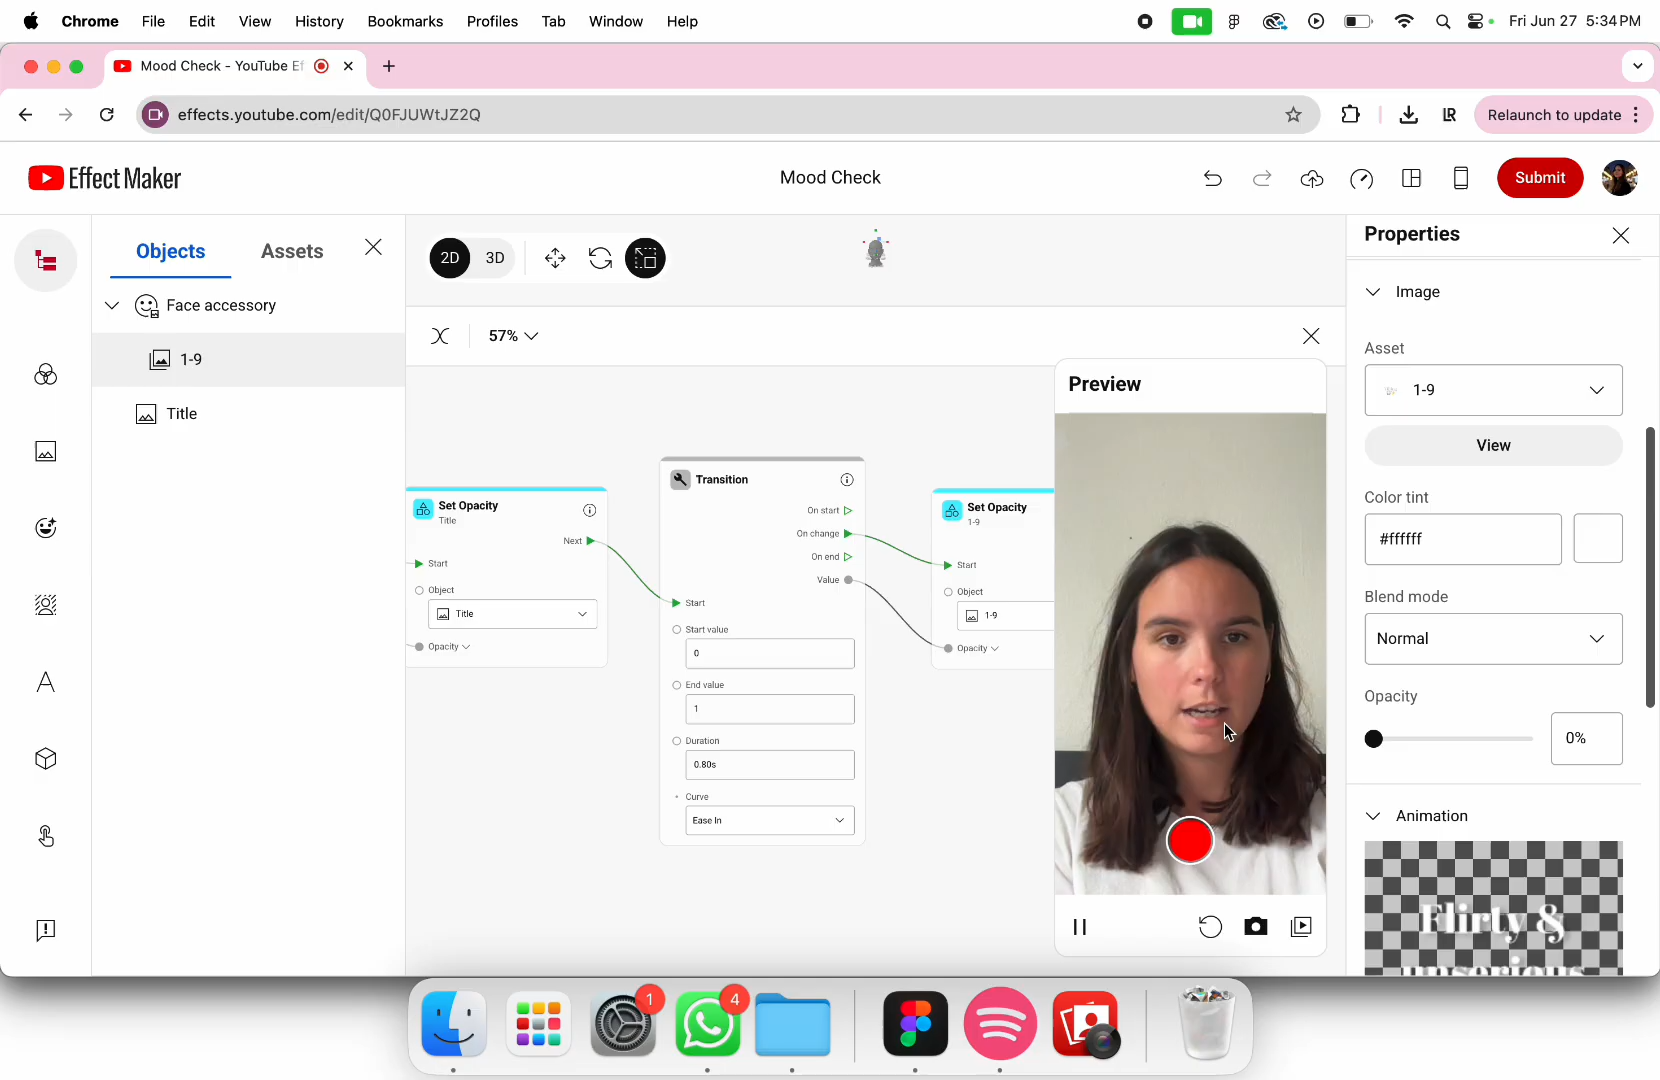 Chrome File Edit View History Bookmarks Profiles Tab Window Help Fri Jun 27 5:34 PM
Mood Check - YouTube Ef
effects.youtube.com/edit/Q0FJUWtJZ2Q Relaunch to update
Effect Maker Mood Check Submit
Objects Assets 2D 3D Properties
Face accessory Image
57%
1-9 Asset
Preview 1-9
Title View
Transition
Set Opacity Set Opacity
Title 1-9
On start Color tint
On change #ffffff
Next
On end
Start Value Start
Object Object
Title Start 1-9 Blend mode
Start value Normal
Opacity 0 Opacity
End value Opacity
1
Duration 0%
0.80s
Curve
Ease In Animation
Flirty &
unserious
1 4